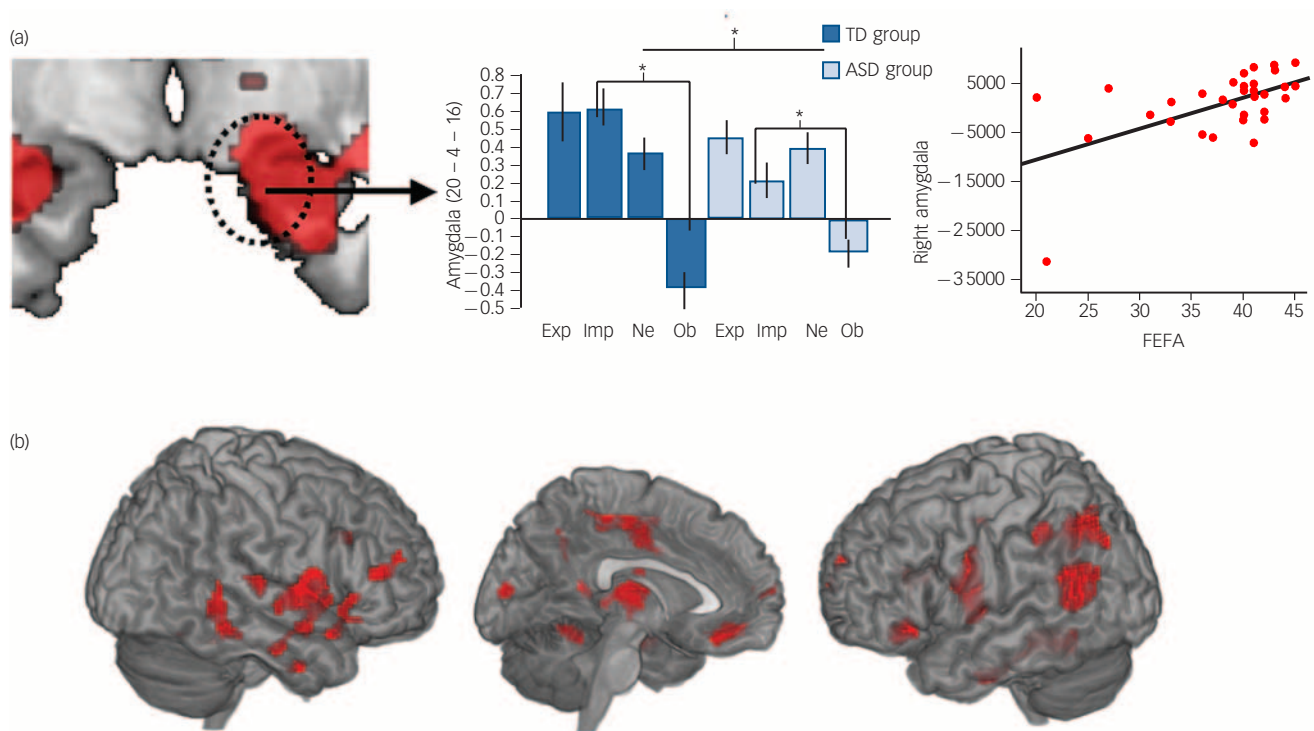 (a)
*
TD group
ASD group
*
*
Amygdala (20 – 4 – 16)
0.8
0.7
0.6
0.5
0.4
0.3
0.2
0.1
0
–0.1
–0.2
–0.3
–0.4
–0.5
Exp Imp Ne Ob Exp Imp Ne Ob
Right amygdala
5000
–5000
–15000
–25000
–35000
20 25 30 35 40 45
FEFA
(b)